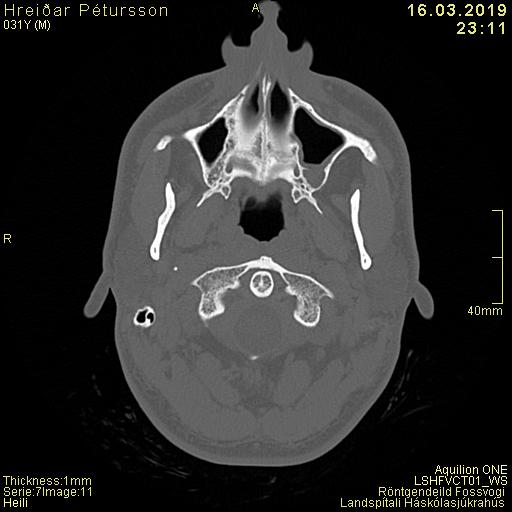 Hreiðar Pétursson
031Y (M)
A
16.03.2019
23:11
R
40mm
Thickness:1mm
Serie:7Image:11
Heili
Aquilion ONE
LSHFVCT01_WS
Röntgendeild Fossvogi
Landspítali Háskólasjúkrahús